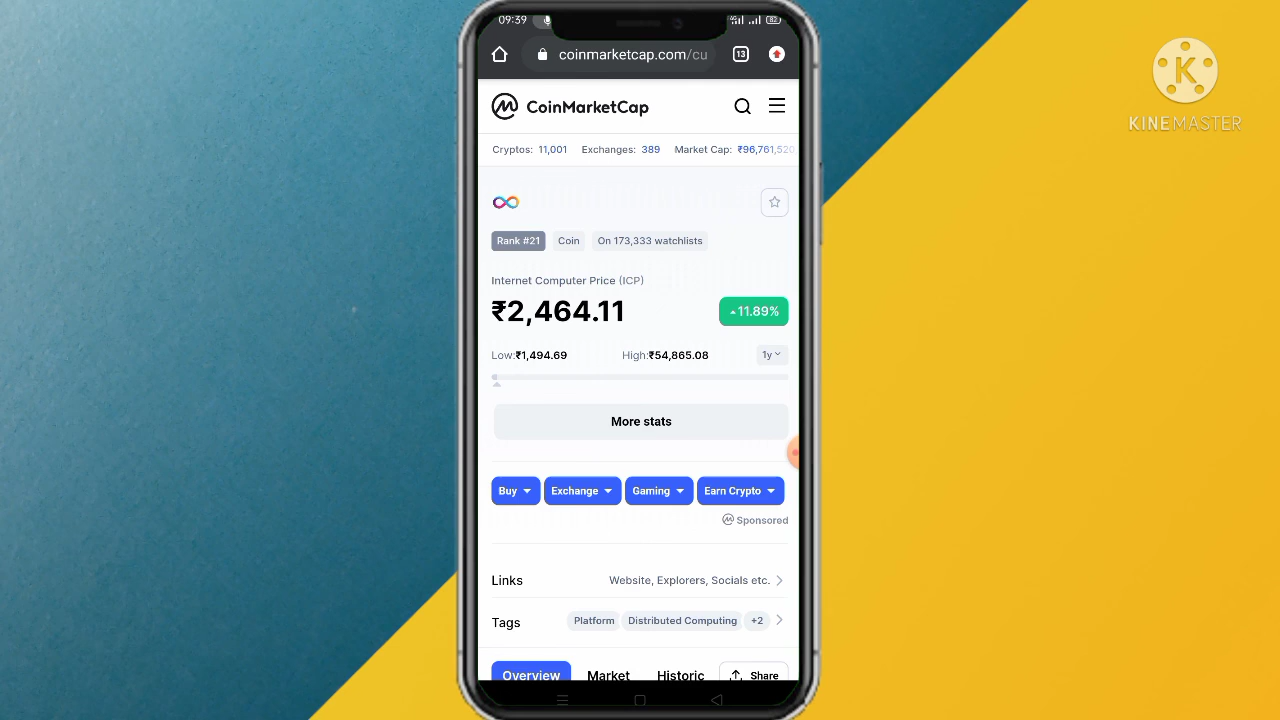 09:39
82
coinmarketcap.com/cu
13
CoinMarketCap
Cryptos: 11,001 Exchanges: 389 Market Cap: ₹96,761,520,
Rank #21 Coin On 173,333 watchlists
Internet Computer Price (ICP)
₹2,464.11
11.89%
Low:₹1,494.69 High:₹54,865.08 1y
More stats
Buy Exchange Gaming Earn Crypto
Sponsored
Links Website, Explorers, Socials etc.
Tags Platform Distributed Computing +2
Overview Market Historic Share
K
KINEMASTER